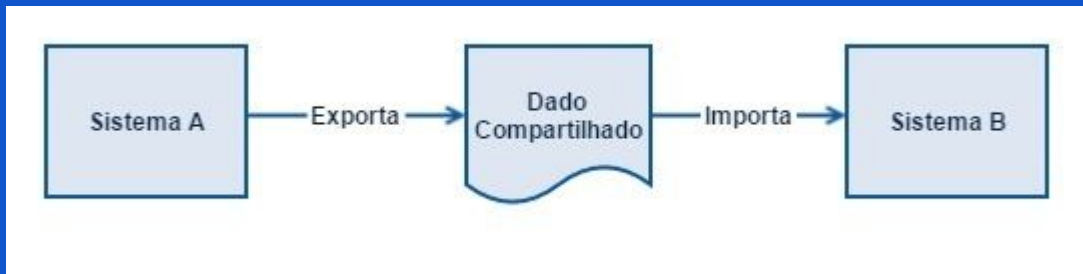 Sistema A
Exporta
Dado
Compartilhado
Importa
Sistema B